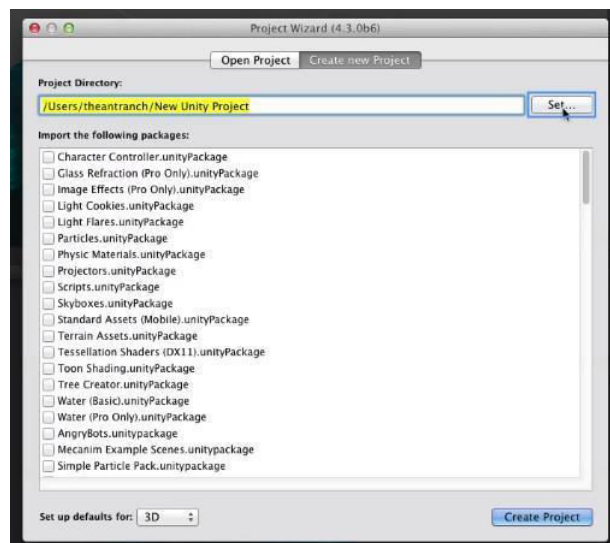 Project Wizard (4.3.0b6)
Open Project Create new Project
Project Directory:
/Users/theantranch/New Unity Project Set...
Import the following packages:
Character Controller.unityPackage
Glass Refraction (Pro Only).unityPackage
Image Effects (Pro Only).unityPackage
Light Cookies.unityPackage
Light Flares.unityPackage
Particles.unityPackage
Physic Materials.unityPackage
Projectors.unityPackage
Scripts.unityPackage
Skyboxes.unityPackage
Standard Assets (Mobile).unityPackage
Terrain Assets.unityPackage
Tessellation Shaders (DX11).unityPackage
Toon Shading.unityPackage
Tree Creator.unityPackage
Water (Basic).unityPackage
Water (Pro Only).unityPackage
AngryBots.unitypackage
Mecanim Example Scenes.unitypackage
Simple Particle Pack.unitypackage
Set up defaults for: 3D Create Project